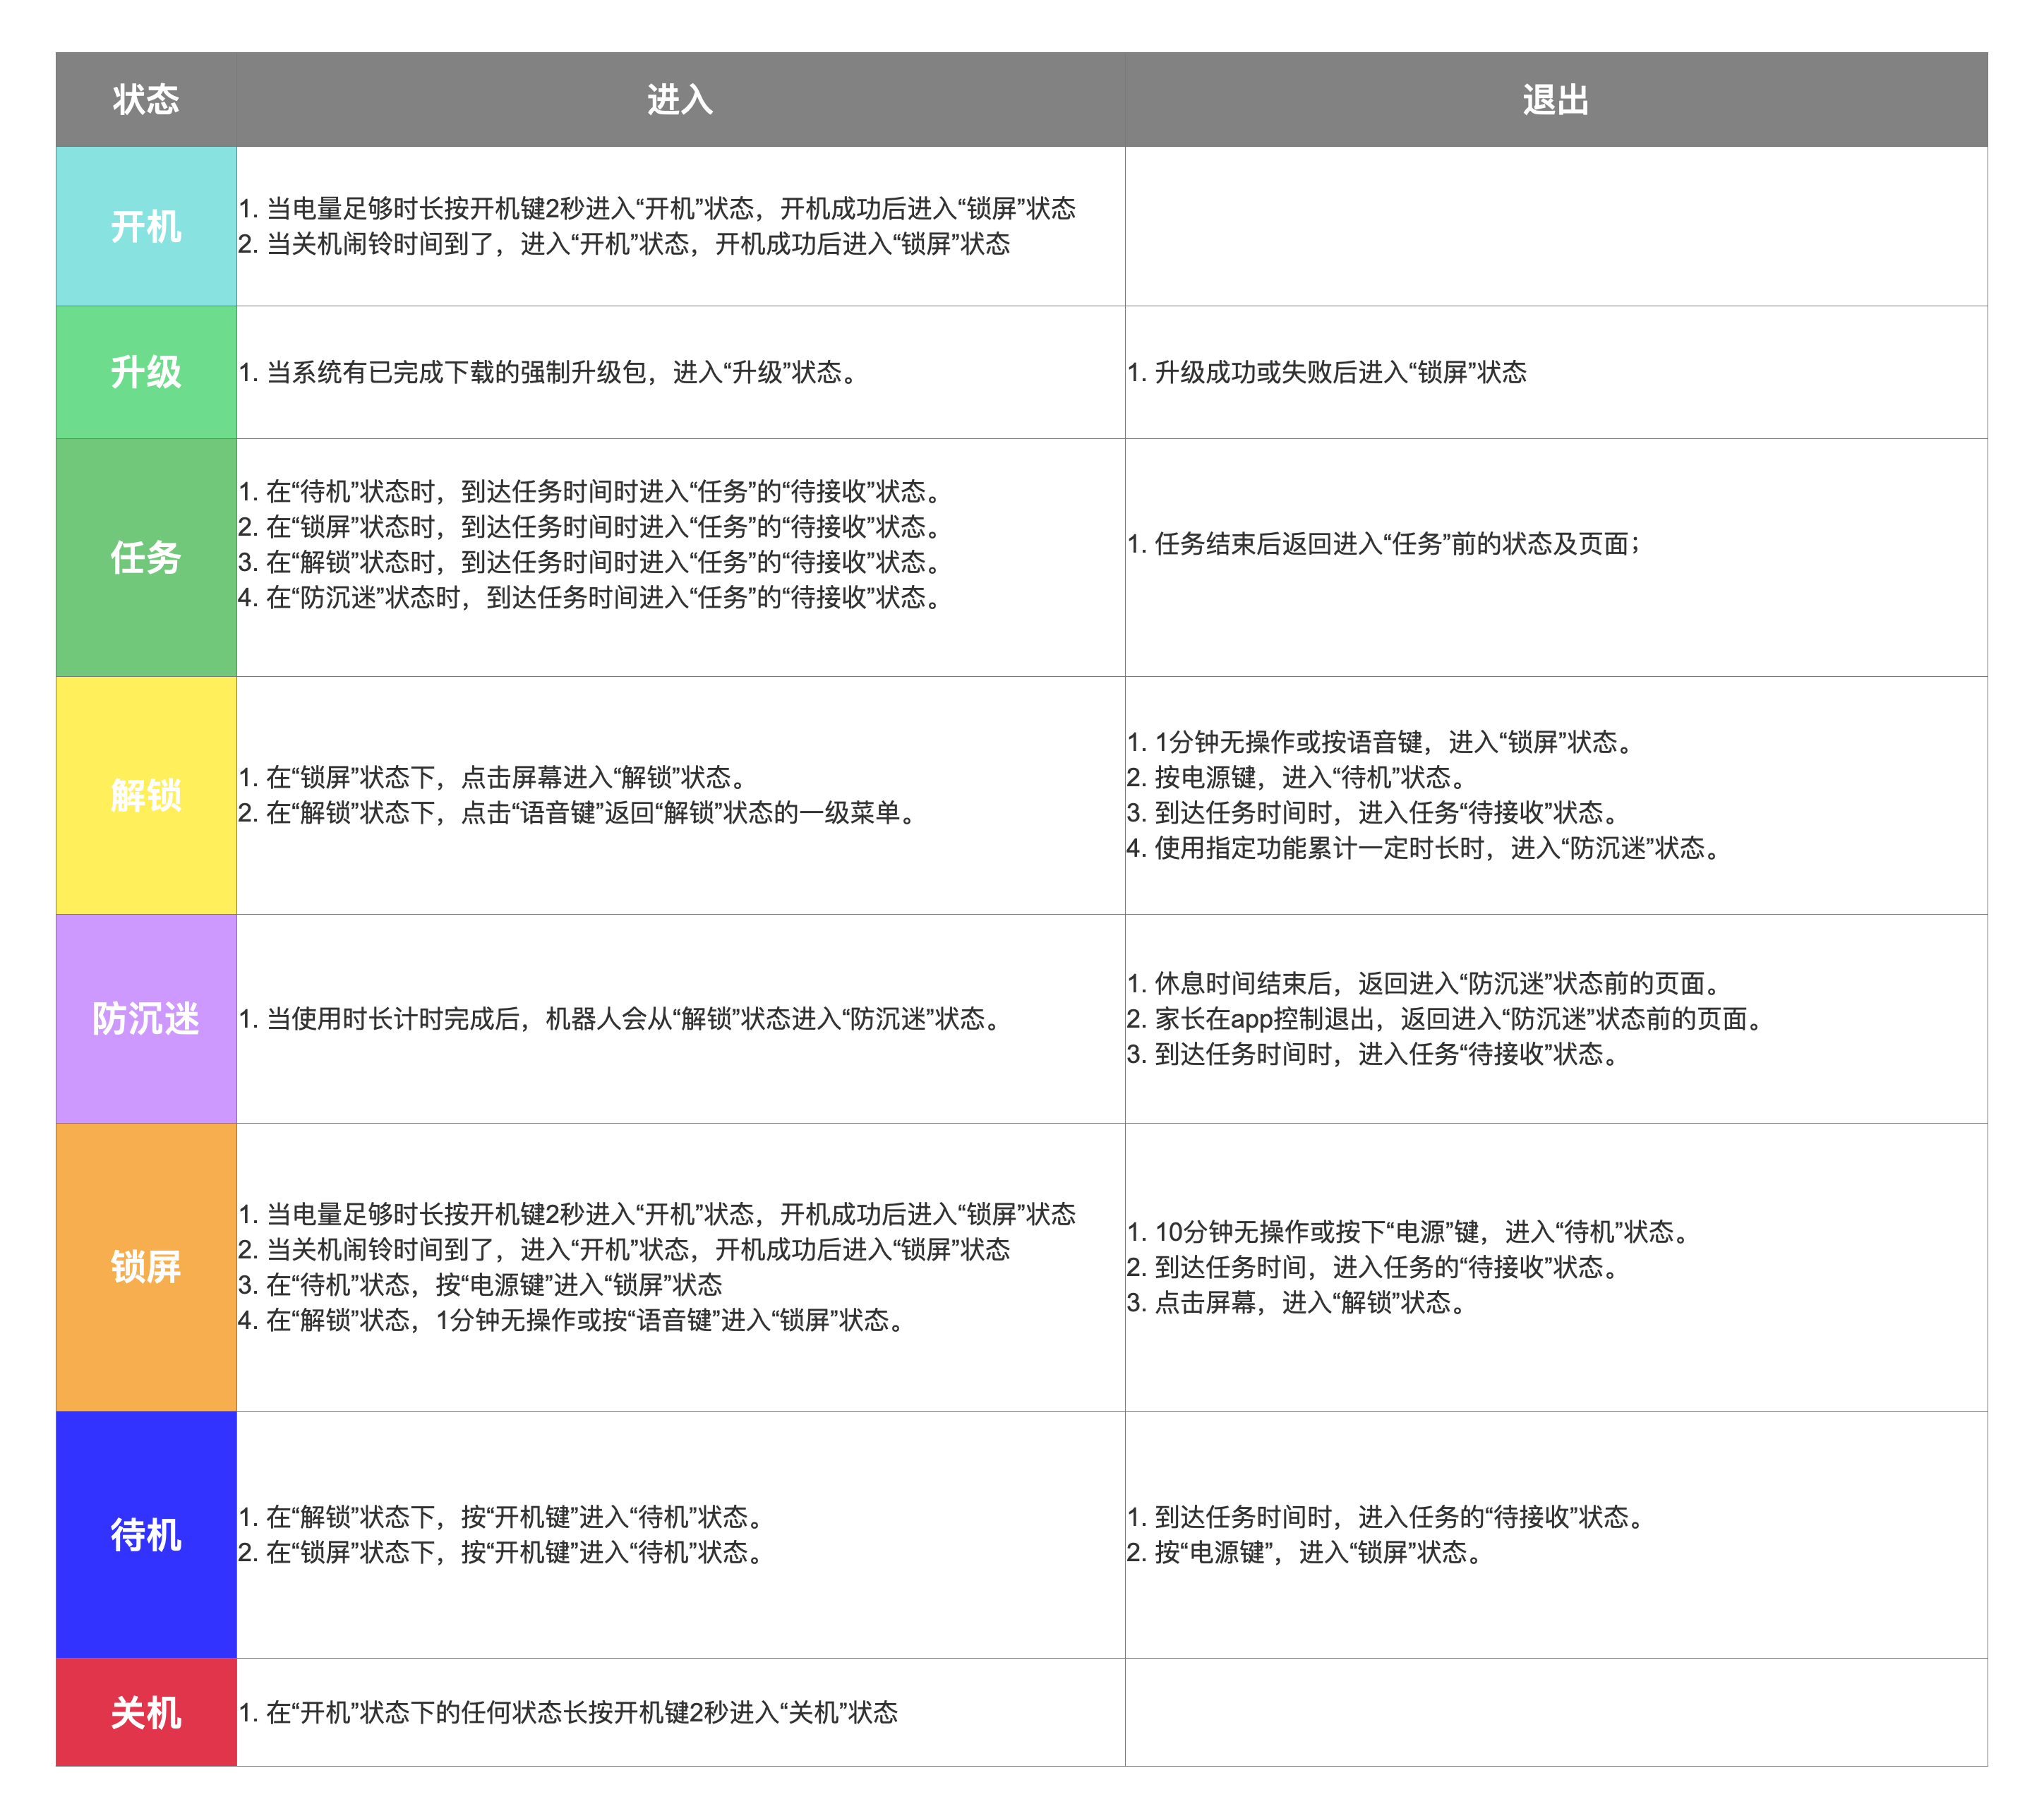 状态
进入
退出
开机
1. 当电量足够时长按开机键2秒进入“开机”状态，开机成功后进入“锁屏”状态
2. 当关机闹铃时间到了，进入“开机”状态，开机成功后进入“锁屏”状态
升级
1. 当系统有已完成下载的强制升级包，进入“升级”状态。
1. 升级成功或失败后进入“锁屏”状态
任务
1. 在“待机”状态时，到达任务时间时进入“任务”的“待接收”状态。
2. 在“锁屏”状态时，到达任务时间时进入“任务”的“待接收”状态。
3. 在“解锁”状态时，到达任务时间时进入“任务”的“待接收”状态。
4. 在“防沉迷”状态时，到达任务时间进入“任务”的“待接收”状态。
1. 任务结束后返回进入“任务”前的状态及页面；
解锁
1. 在“锁屏”状态下，点击屏幕进入“解锁”状态。
2. 在“解锁”状态下，点击“语音键”返回“解锁”状态的一级菜单。
1. 1分钟无操作或按语音键，进入“锁屏”状态。
2. 按电源键，进入“待机”状态。
3. 到达任务时间时，进入任务“待接收”状态。
4. 使用指定功能累计一定时长时，进入“防沉迷”状态。
防沉迷
1. 当使用时长计时完成后，机器人会从“解锁”状态进入“防沉迷”状态。
1. 休息时间结束后，返回进入“防沉迷”状态前的页面。
2. 家长在app控制退出，返回进入“防沉迷”状态前的页面。
3. 到达任务时间时，进入任务“待接收”状态。
锁屏
1. 当电量足够时长按开机键2秒进入“开机”状态，开机成功后进入“锁屏”状态
2. 当关机闹铃时间到了，进入“开机”状态，开机成功后进入“锁屏”状态
3. 在“待机”状态，按“电源键”进入“锁屏”状态
4. 在“解锁”状态，1分钟无操作或按“语音键”进入“锁屏”状态。
1. 10分钟无操作或按下“电源”键，进入“待机”状态。
2. 到达任务时间，进入任务的“待接收”状态。
3. 点击屏幕，进入“解锁”状态。
待机
1. 在“解锁”状态下，按“开机键”进入“待机”状态。
2. 在“锁屏”状态下，按“开机键”进入“待机”状态。
1. 到达任务时间时，进入任务的“待接收”状态。
2. 按“电源键”，进入“锁屏”状态。
关机
1. 在“开机”状态下的任何状态长按开机键2秒进入“关机”状态